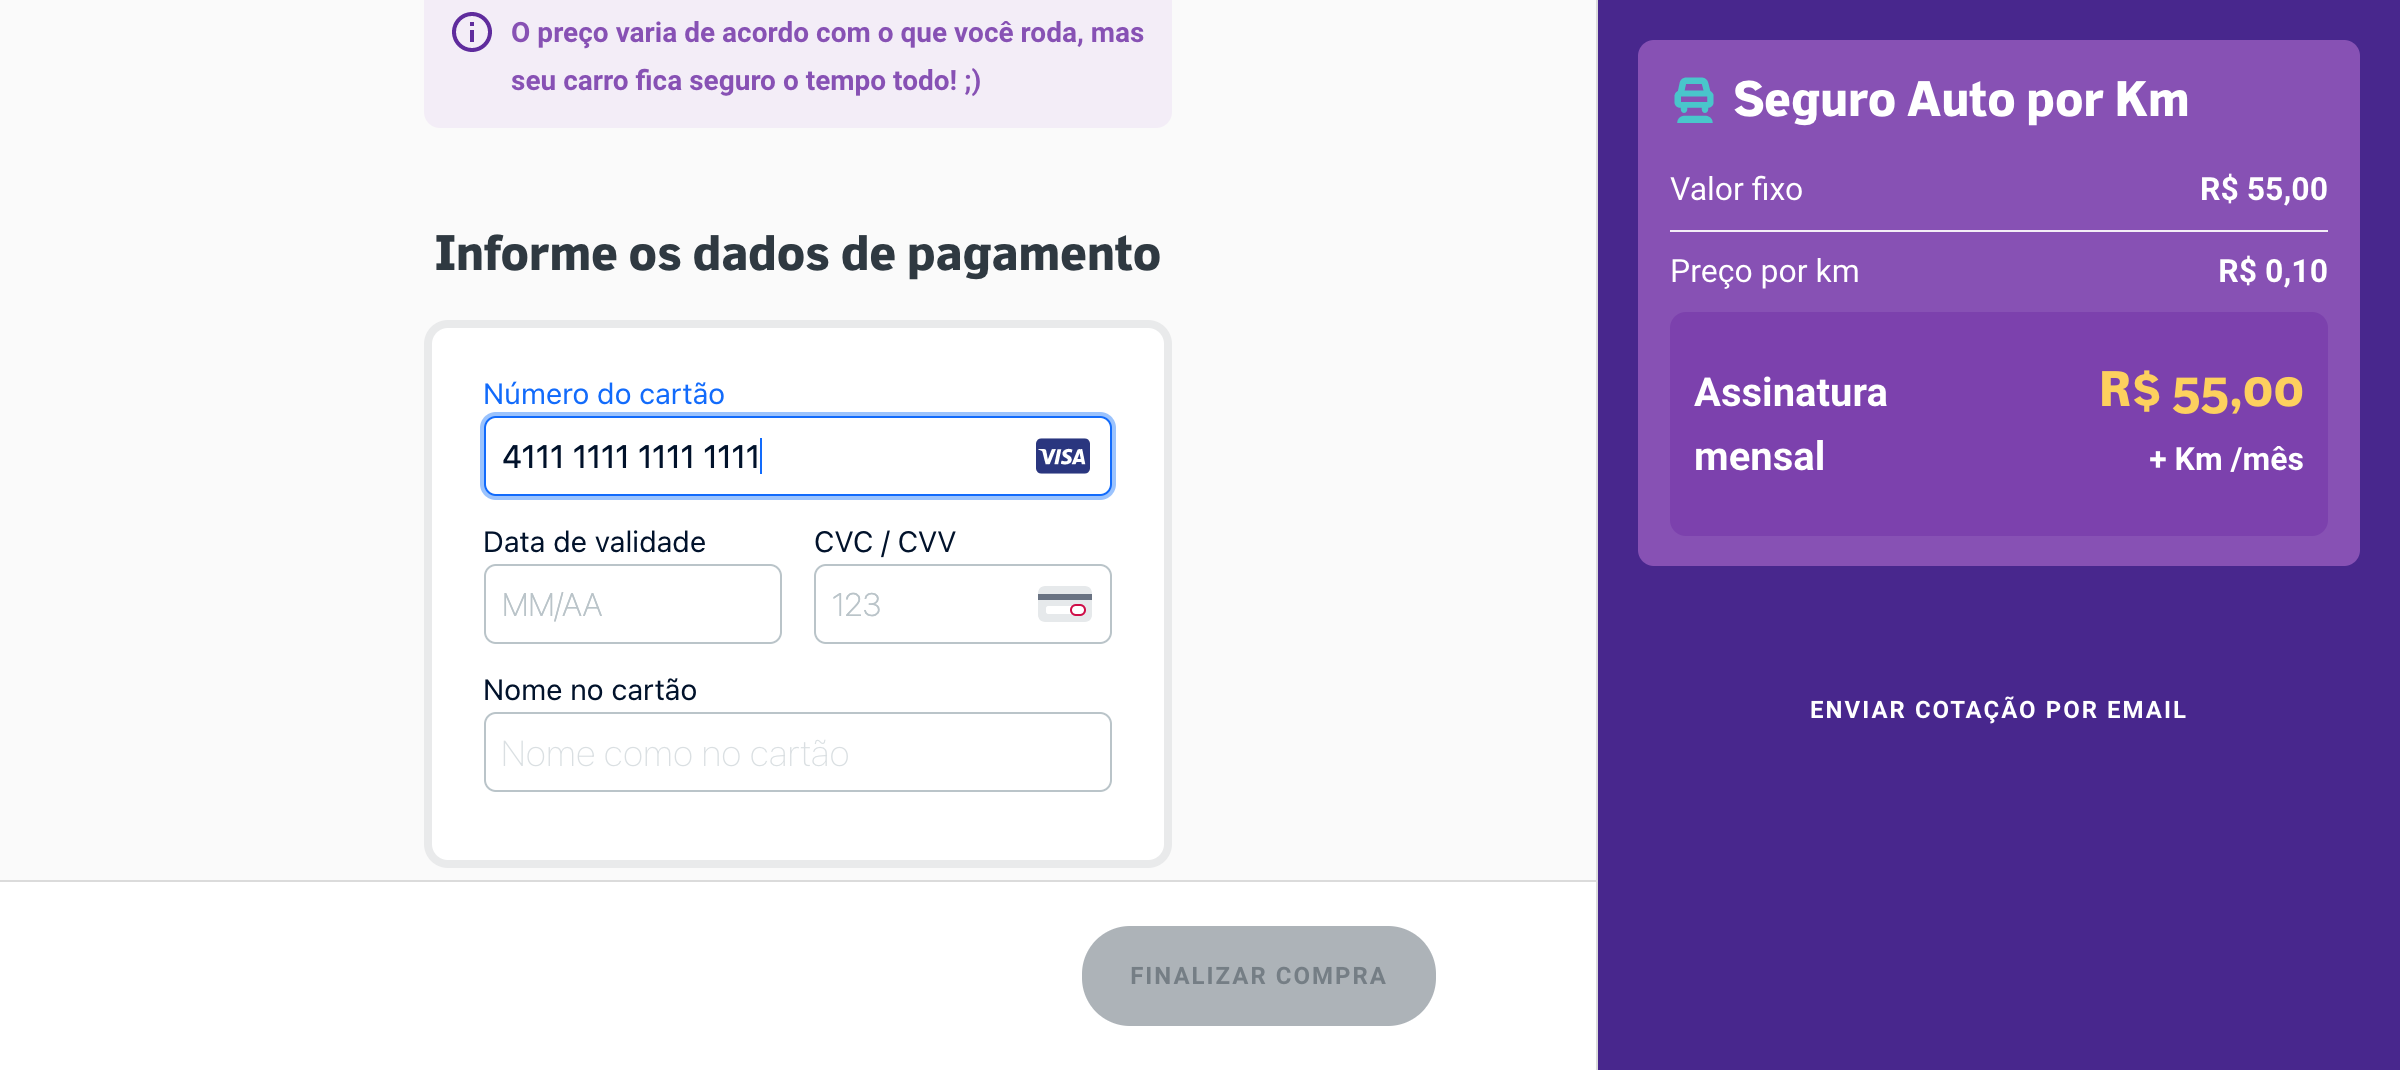 O preço varia de acordo com o que você roda, mas
seu carro fica seguro o tempo todo! ;)
Informe os dados de pagamento
Número do cartão
4111 1111 1111 1111
VISA
Data de validade
CVC / CVV
MM/AA
123
Nome no cartão
Nome como no cartão
FINALIZAR COMPRA
Seguro Auto por Km
Valor fixo R$ 55,00
Preço por km R$ 0,10
Assinatura R$ 55,00
mensal + Km /mês
ENVIAR COTAÇÃO POR EMAIL